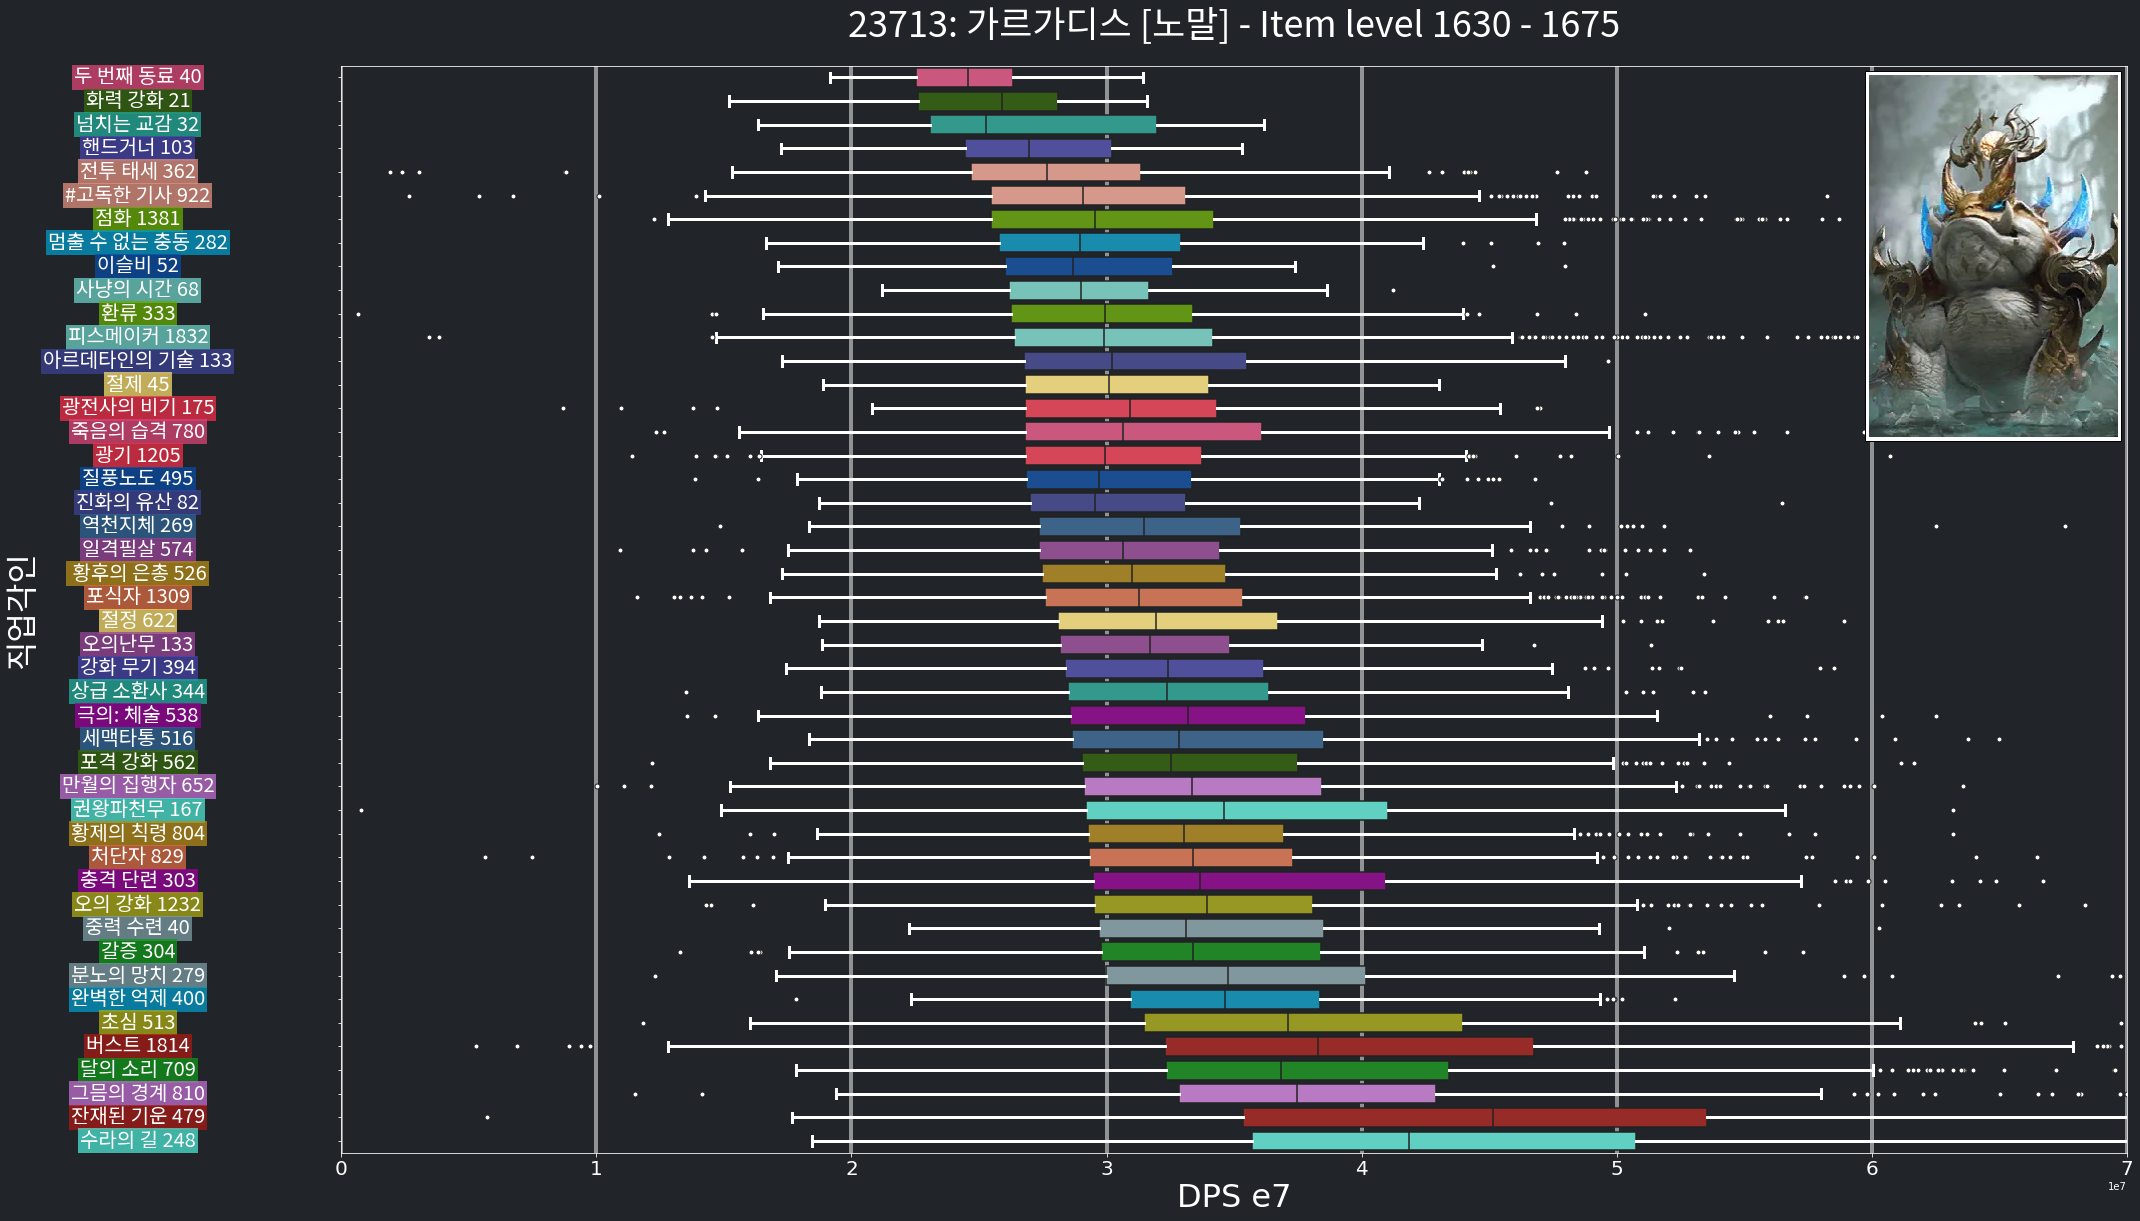 23713: 가르가디스 [노말] - Item level 1630 - 1675
두 번째 동료 40
화력 강화 21
넘치는 교감 32
핸드거너 103
전투 태세 362
#고독한 기사 922
점화 1381
멈출 수 없는 충동 282
이슬비 52
사냥의 시간 68
환류 333
피스메이커 1832
아르데타인의 기술 133
절제 45
광전사의 비기 175
죽음의 습격 780
광기 1205
질풍노도 495
진화의 유산 82
역천지체 269
일격필살 574
황후의 은총 526
포식자 1309
절정 622
오의난무 133
강화 무기 394
상급 소환사 344
극의: 체술 538
세맥타통 516
포격 강화 562
만월의 집행자 652
권왕파천무 167
황제의 칙령 804
처단자 829
충격 단련 303
오의 강화 1232
중력 수련 40
갈증 304
분노의 망치 279
완벽한 억제 400
초심 513
버스트 1814
달의 소리 709
그믐의 경계 810
잔재된 기운 479
수라의 길 248
직업각인
0 1 2 3 4 5 6 7
DPS e7
1e7